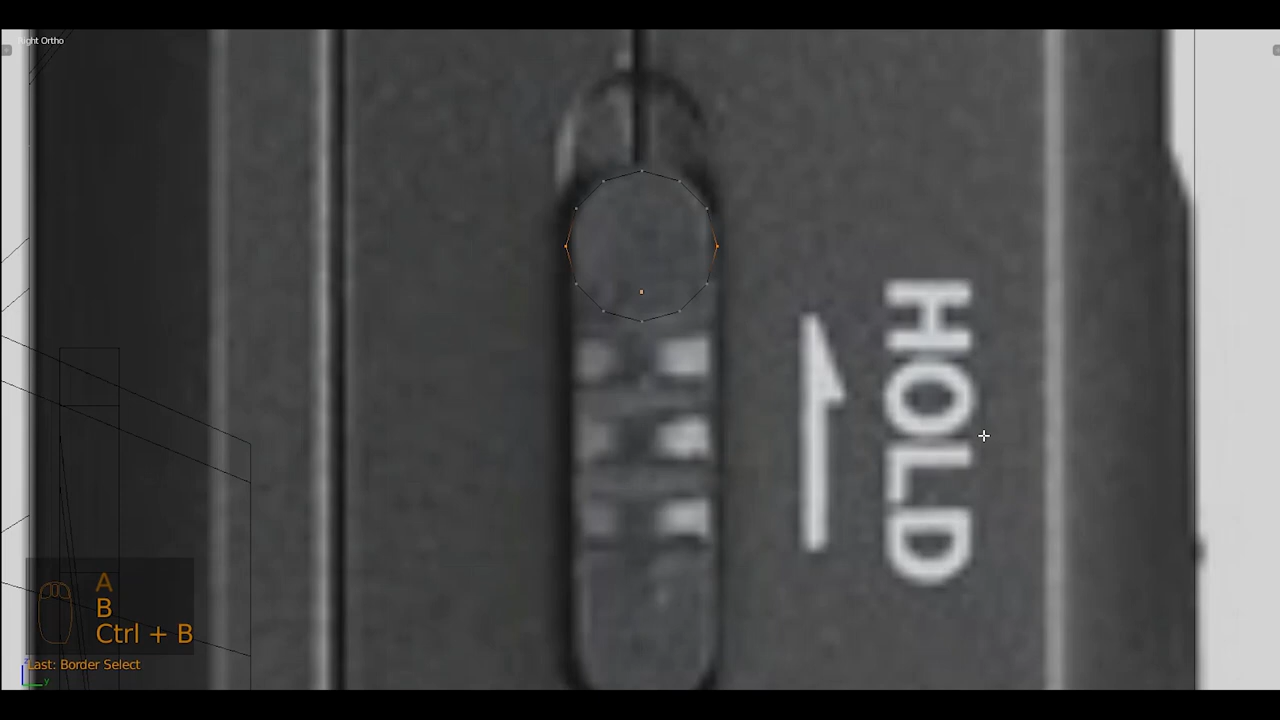 Right Ortho
HOLD
A
B
Ctrl + B
Last: Border Select
z
y